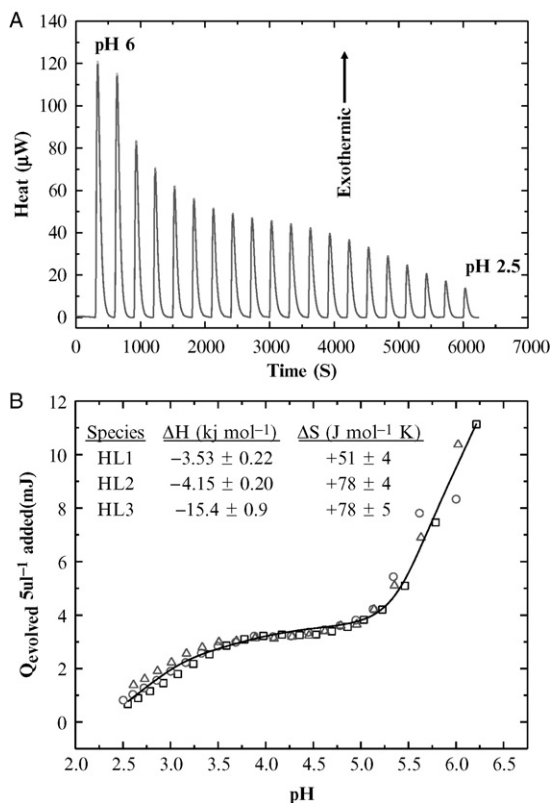 A
pH 6
Exothermic
pH 2.5
Heat (µW)
140
120
100
80
60
40
20
0
0 1000 2000 3000 4000 5000 6000 7000
Time (S)
B
Species ΔH (kj mol⁻¹) ΔS (J mol⁻¹ K)
HL1 −3.53 ± 0.22 +51 ± 4
HL2 −4.15 ± 0.20 +78 ± 4
HL3 −15.4 ± 0.9 +78 ± 5
Qevolved 5ul⁻¹ added(mJ)
12
10
8
6
4
2
0
2.0 2.5 3.0 3.5 4.0 4.5 5.0 5.5 6.0 6.5
pH